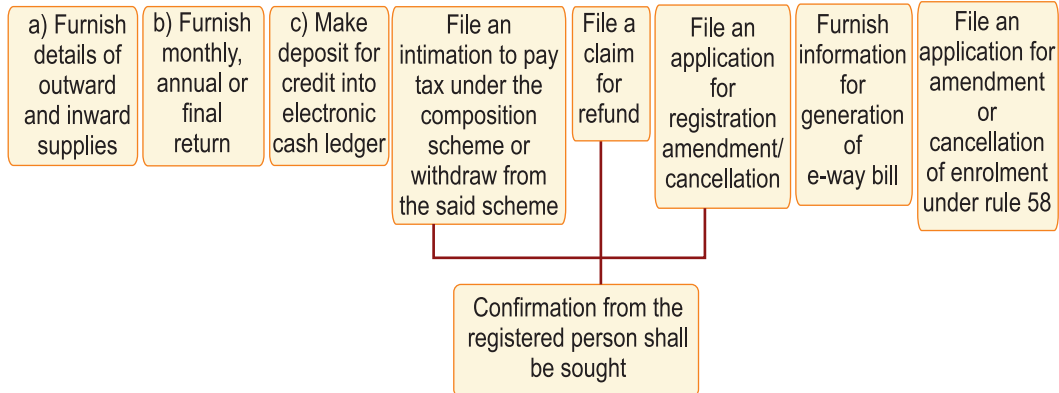 a) Furnish
details of
outward
and inward
supplies
b) Furnish
monthly,
annual or
final
return
c) Make
deposit for
credit into
electronic
cash ledger
File an
intimation to pay
tax under the
composition
scheme or
withdraw from
the said scheme
File a
claim
for
refund
File an
application
for
registration
amendment/
cancellation
Furnish
information
for
generation
of
e-way bill
File an
application for
amendment
or
cancellation
of enrolment
under rule 58
Confirmation from the
registered person shall
be sought